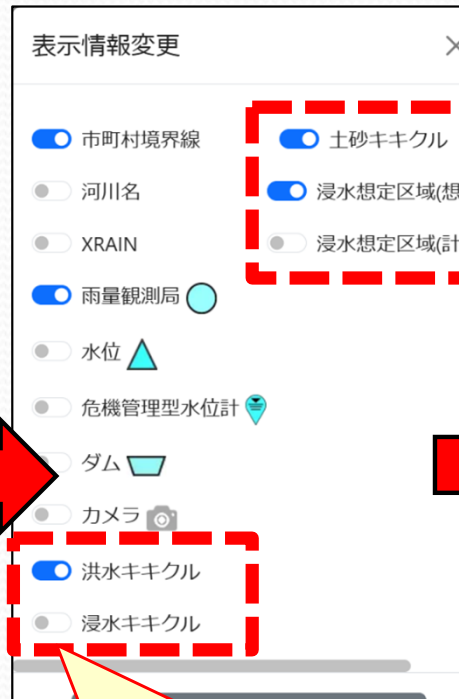 表示情報変更
市町村境界線
河川名
XRAIN
雨量観測局
水位
危機管理型水位計
ダム
カメラ
洪水キキクル
浸水キキクル
土砂キキクル
浸水想定区域(想
浸水想定区域(計